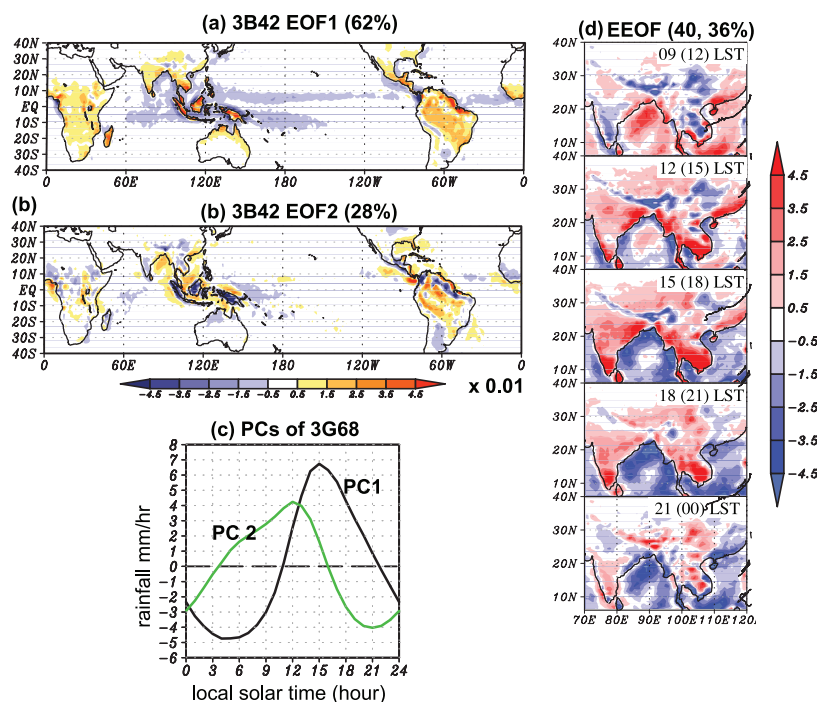 (a) 3B42 EOF1 (62%)
40N
30N
20N
10N
EQ
10S
20S
30S
40S
0
60E
120E
180
120W
60W
0
(b)
(b) 3B42 EOF2 (28%)
40N
30N
20N
10N
EQ
10S
20S
30S
40S
0
60E
120E
180
120W
60W
0
-4.5 -3.5 -2.5 -1.5 -0.5 0.5 1.5 2.5 3.5 4.5
x 0.01
(c) PCs of 3G68
rainfall mm/hr
8
7
6
5
4
3
2
1
0
-1
-2
-3
-4
-5
-6
PC1
PC 2
0 3 6 9 12 15 18 21 24
local solar time (hour)
(d) EEOF (40, 36%)
40N
30N
20N
10N
09 (12) LST
40N
30N
20N
10N
12 (15) LST
40N
30N
20N
10N
15 (18) LST
40N
30N
20N
10N
18 (21) LST
40N
30N
20N
10N
21 (00) LST
70E 80E 90E 100E 110E
4.5
3.5
2.5
1.5
0.5
-0.5
-1.5
-2.5
-3.5
-4.5